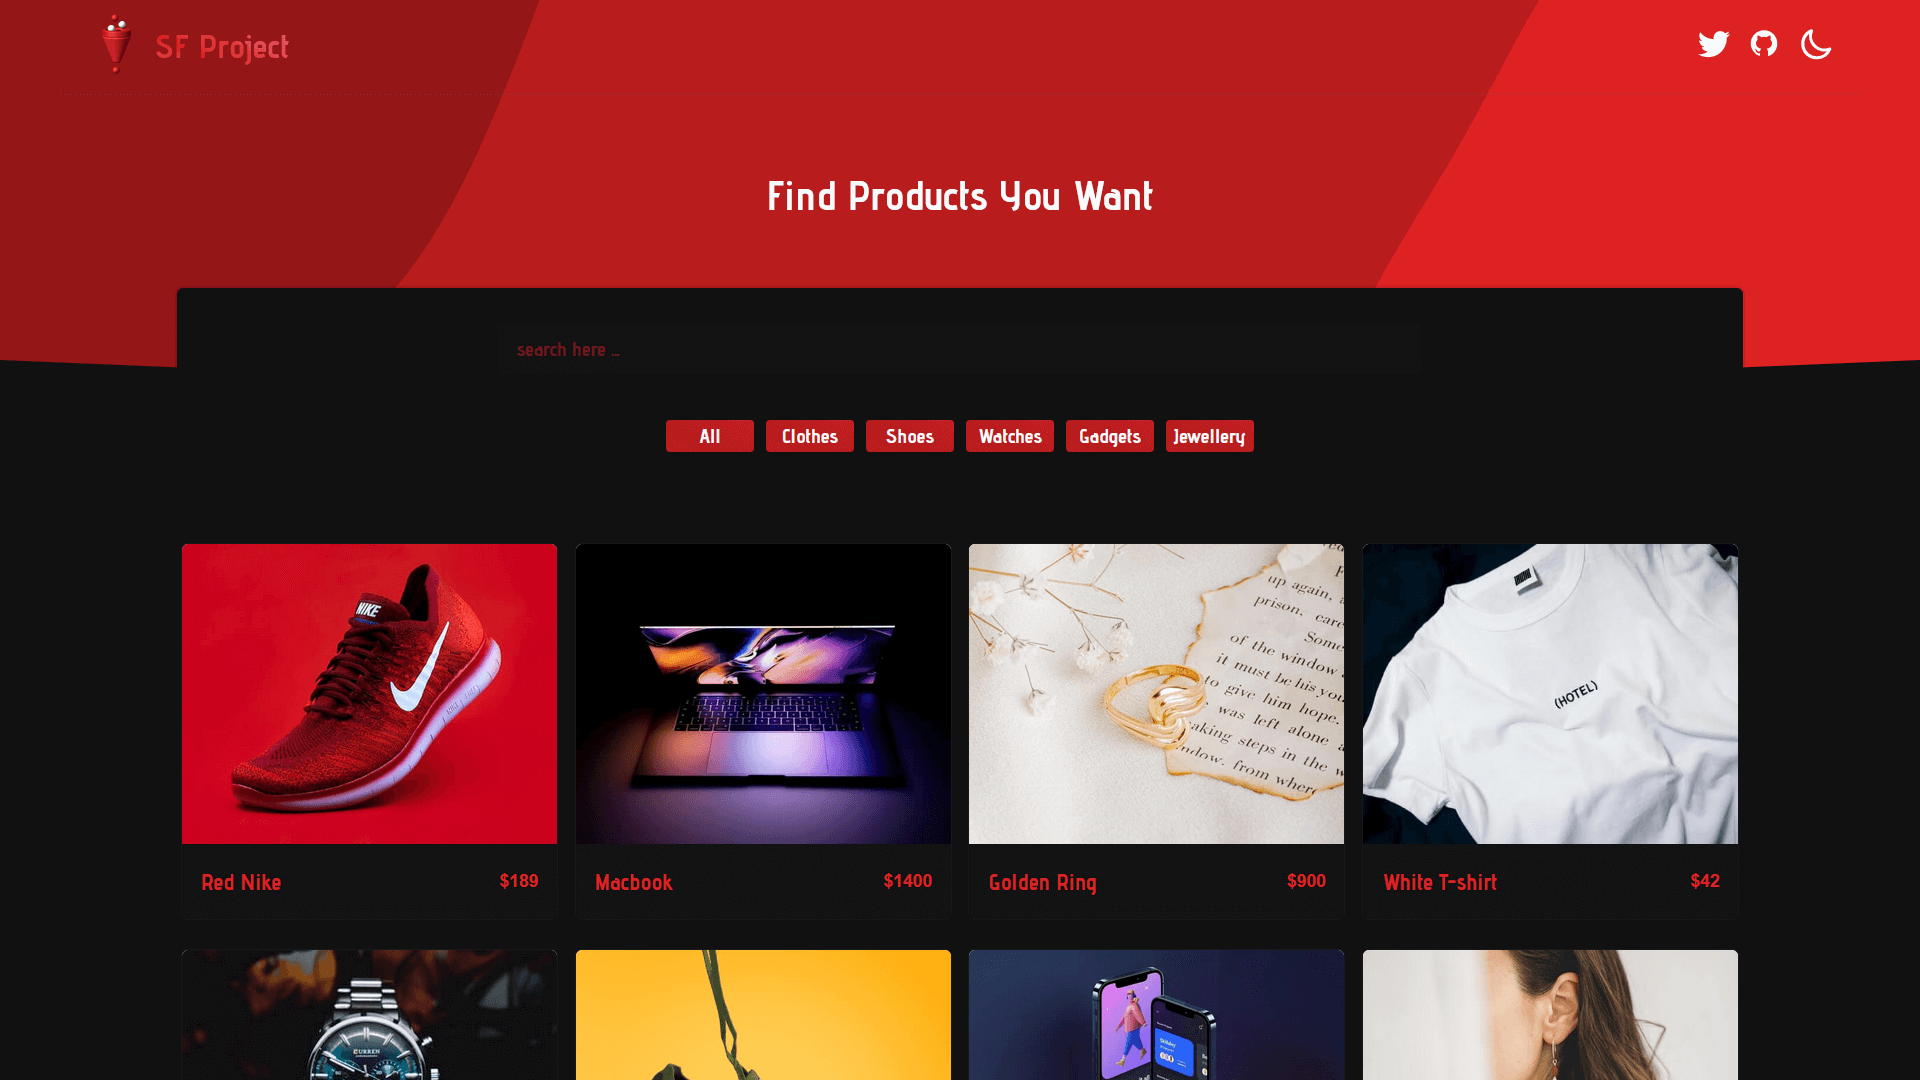 SF Project
Find Products You Want
search here ...
All
Clothes
Shoes
Watches
Gadgets
Jewellery
NIKE
up again,
prison, care
Some
of the window
it must be his you
to give him hope.
was left alone
aking steps in the
ndow, from where
(HOTEL)
Red Nike
$189
Macbook
$1400
Golden Ring
$900
White T-shirt
$42
CURREN